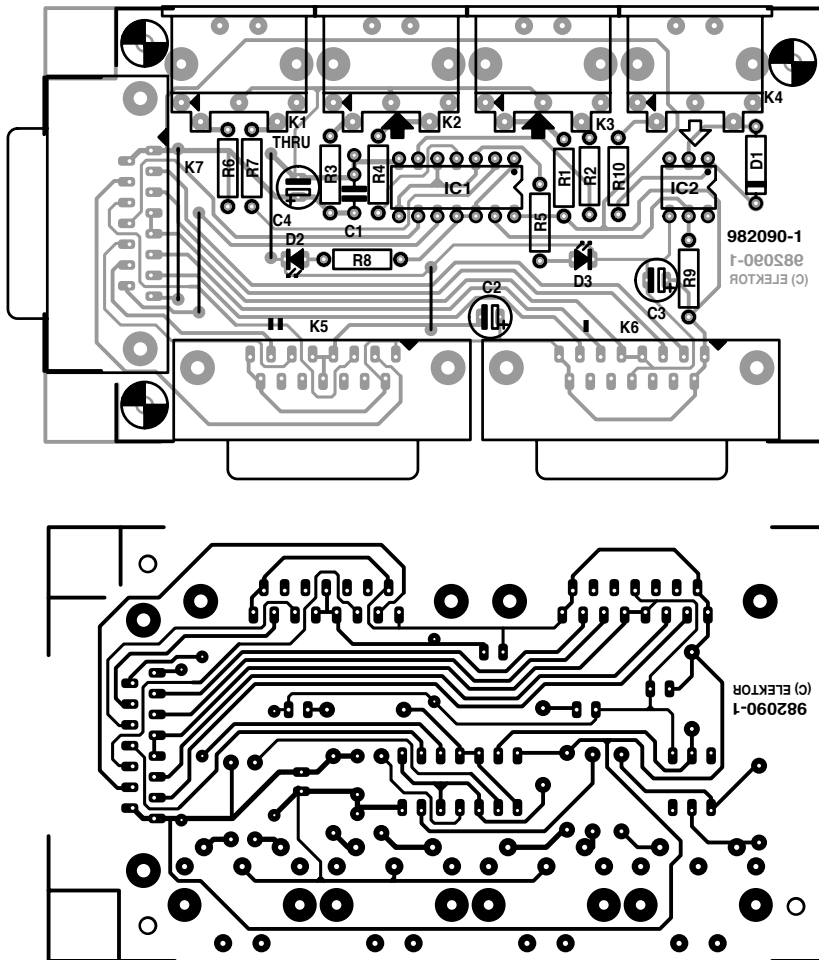 K1
K2
K3
K4
THRU
K7
R6
R7
C4
R3
C1
R4
IC1
R5
R1
R2
R10
IC2
D1
D2
R8
D3
C2
C3
R9
982090-1
982090-1
(C) ELEKTOR
K5
K6
(C) ELEKTOR
982090-1